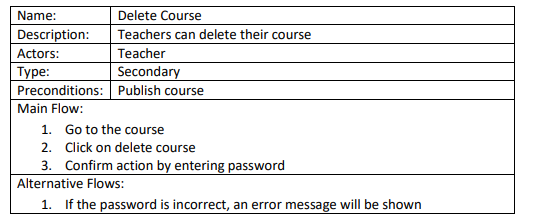 Name: Delete Course
Description: Teachers can delete their course
Actors: Teacher
Type: Secondary
Preconditions: Publish course
Main Flow:
1. Go to the course
2. Click on delete course
3. Confirm action by entering password
Alternative Flows:
1. If the password is incorrect, an error message will be shown